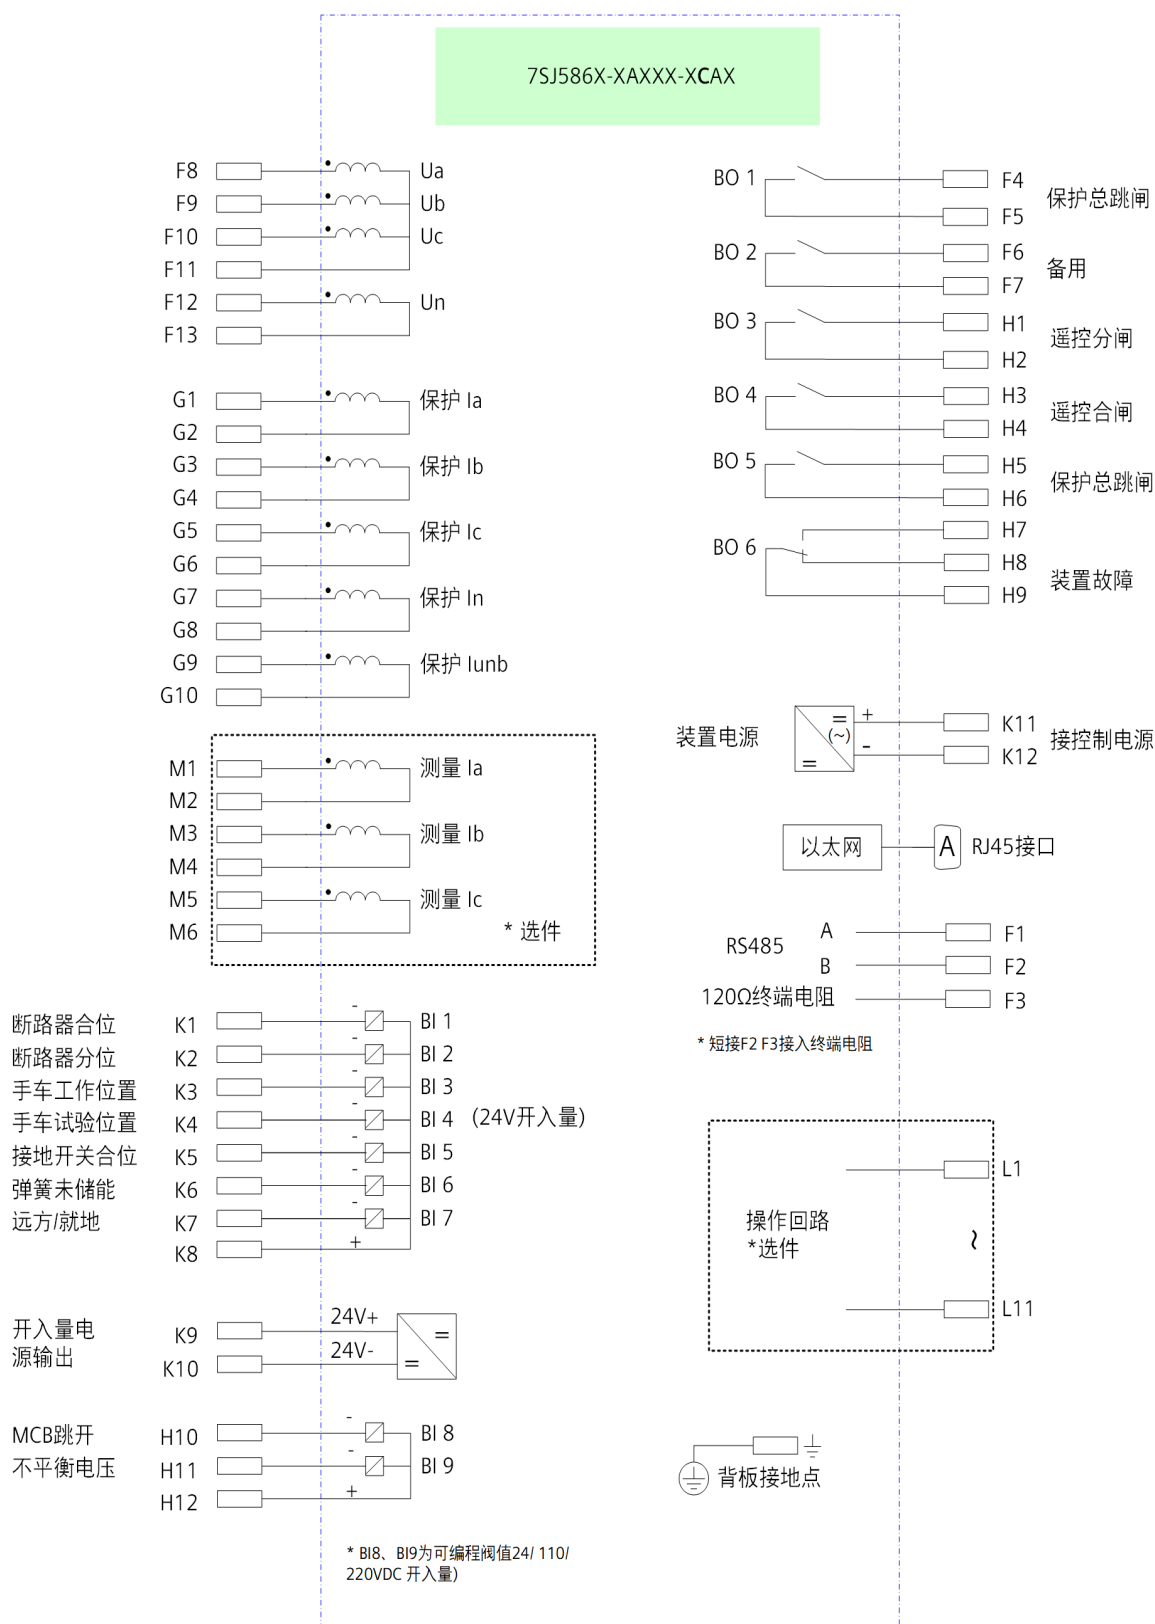 7SJ586X-XAXXX-XCAX
F8 Ua
F9 Ub
F10 Uc
F11
F12 Un
F13
G1 保护 Ia
G2
G3 保护 Ib
G4
G5 保护 Ic
G6
G7 保护 In
G8
G9 保护 Iunb
G10
M1 测量 Ia
M2
M3 测量 Ib
M4
M5 测量 Ic
M6 * 选件
断路器合位 K1 - BI 1
断路器分位 K2 - BI 2
手车工作位置 K3 - BI 3
手车试验位置 K4 - BI 4 (24V开入量)
接地开关合位 K5 - BI 5
弹簧未储能 K6 - BI 6
远方/就地 K7 - BI 7
K8 +
开入量电
源输出
K9 24V+ =
K10 24V- =
MCB跳开 H10 - BI 8
不平衡电压 H11 - BI 9
H12 +
* BI8、BI9为可编程阀值24/ 110/
220VDC 开入量)
BO 1 F4
F5
保护总跳闸
BO 2 F6
F7
备用
BO 3 H1
H2
遥控分闸
BO 4 H3
H4
遥控合闸
BO 5 H5
H6
保护总跳闸
BO 6 H7
H8
H9
装置故障
装置电源 = (~) = + K11
- K12
接控制电源
以太网 A RJ45接口
RS485 A F1
B F2
120Ω终端电阻 F3
* 短接F2 F3接入终端电阻
L1
操作回路
*选件
~
L11
背板接地点